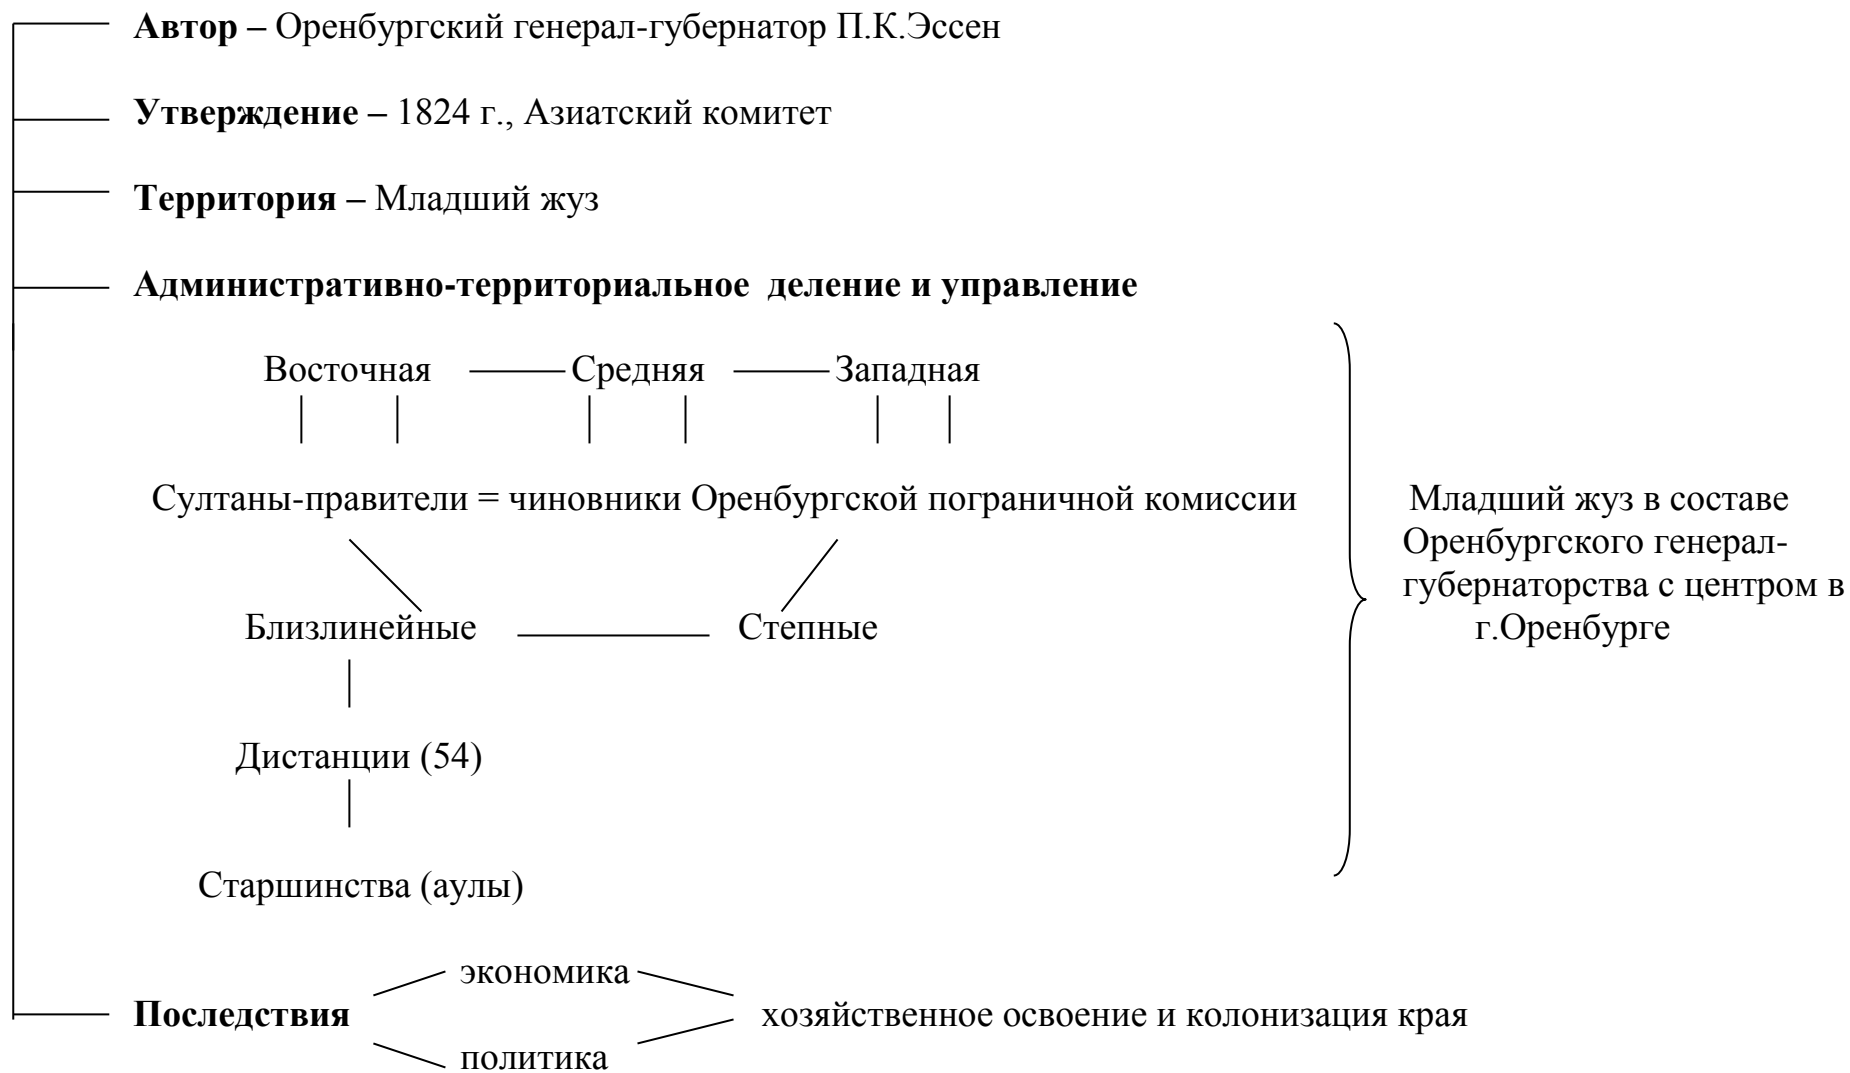 Автор – Оренбургский генерал-губернатор П.К.Эссен
Утверждение – 1824 г., Азиатский комитет
Территория – Младший жуз
Административно-территориальное деление и управление
Восточная Средняя Западная
Султаны-правители = чиновники Оренбургской пограничной комиссии
Близлинейные Степные
Дистанции (54)
Старшинства (аулы)
Младший жуз в составе
Оренбургского генерал-
губернаторства с центром в
г.Оренбурге
экономика
Последствия хозяйственное освоение и колонизация края
политика